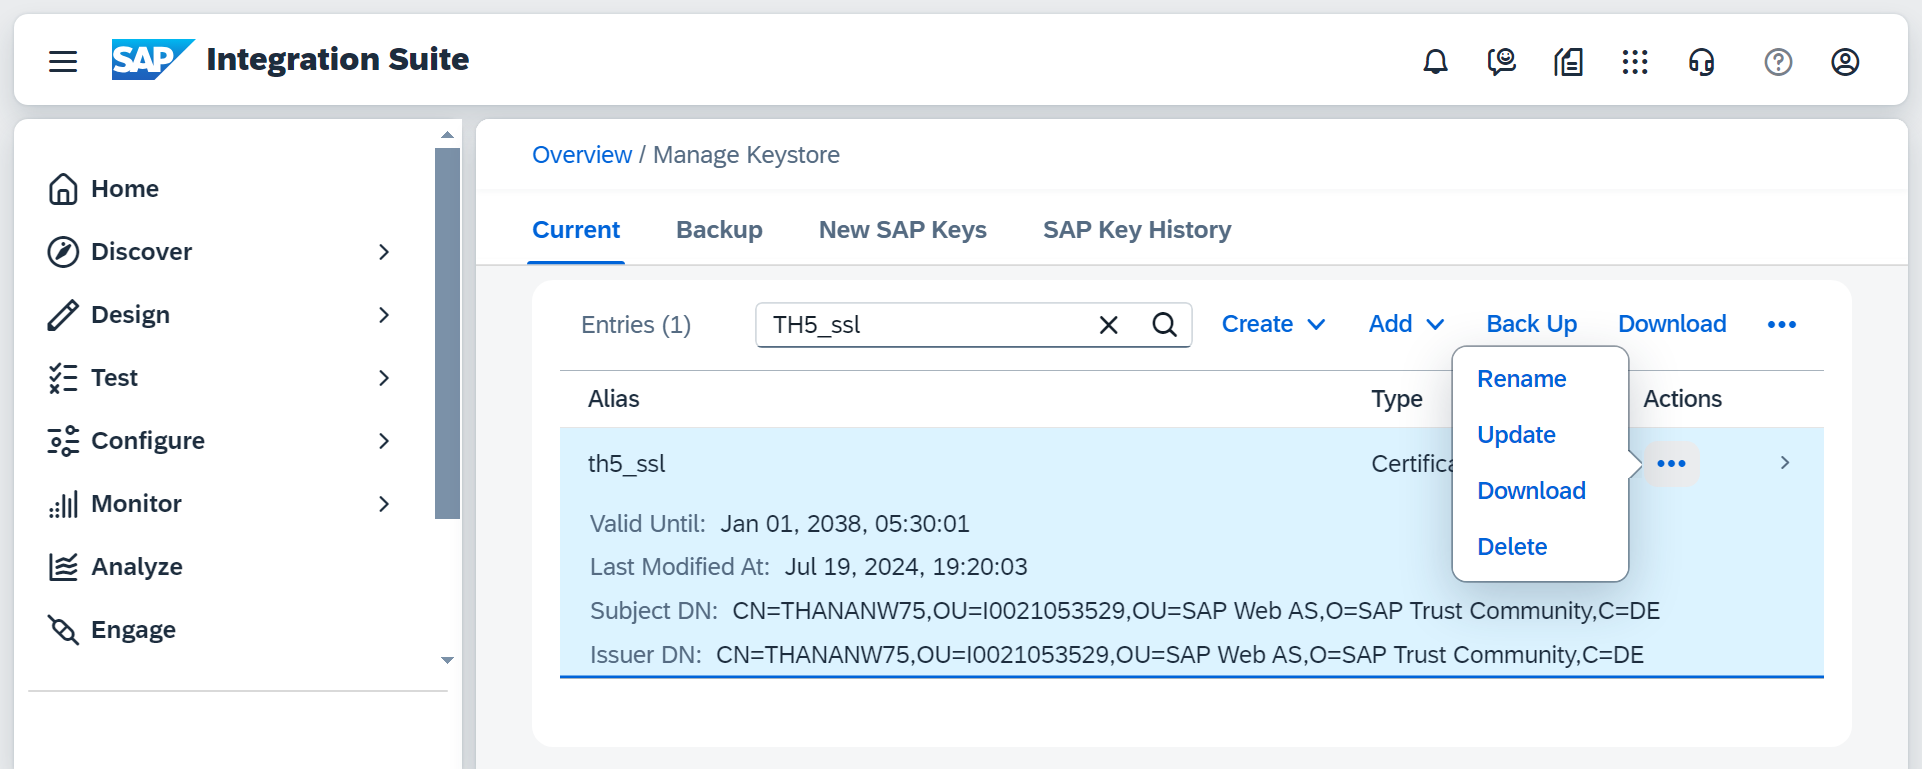 SAP Integration Suite
Home
Discover
Design
Test
Configure
Monitor
Analyze
Engage
Overview / Manage Keystore
Current Backup New SAP Keys SAP Key History
Entries (1) TH5_ssl Create Add Back Up Download
Alias Type Actions
th5_ssl Certifica
Valid Until: Jan 01, 2038, 05:30:01
Last Modified At: Jul 19, 2024, 19:20:03
Subject DN: CN=THANANW75,OU=I0021053529,OU=SAP Web AS,O=SAP Trust Community,C=DE
Issuer DN: CN=THANANW75,OU=I0021053529,OU=SAP Web AS,O=SAP Trust Community,C=DE
Rename
Update
Download
Delete